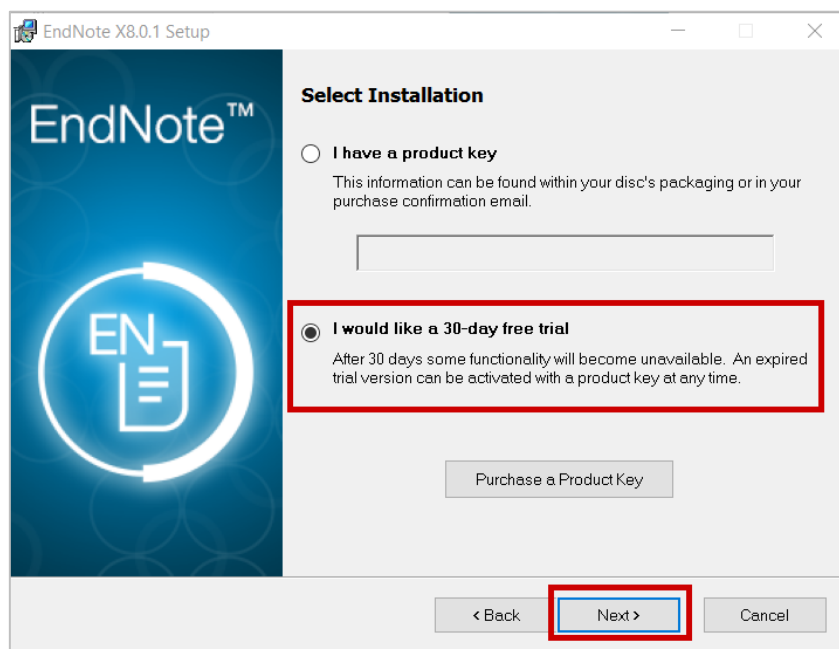 EndNote X8.0.1 Setup
EndNote™
EN
Select Installation
I have a product key
This information can be found within your disc's packaging or in your
purchase confirmation email.
I would like a 30-day free trial
After 30 days some functionality will become unavailable. An expired
trial version can be activated with a product key at any time.
Purchase a Product Key
< Back
Next >
Cancel